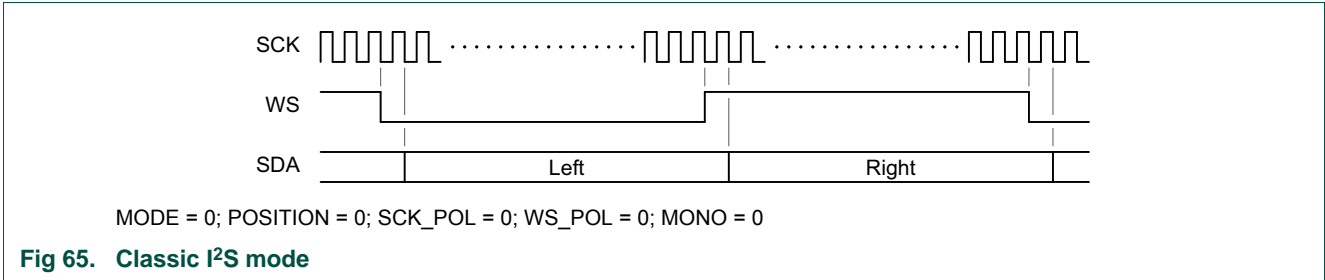 SCK
WS
SDA Left Right
MODE = 0; POSITION = 0; SCK_POL = 0; WS_POL = 0; MONO = 0
Fig 65. Classic I²S mode